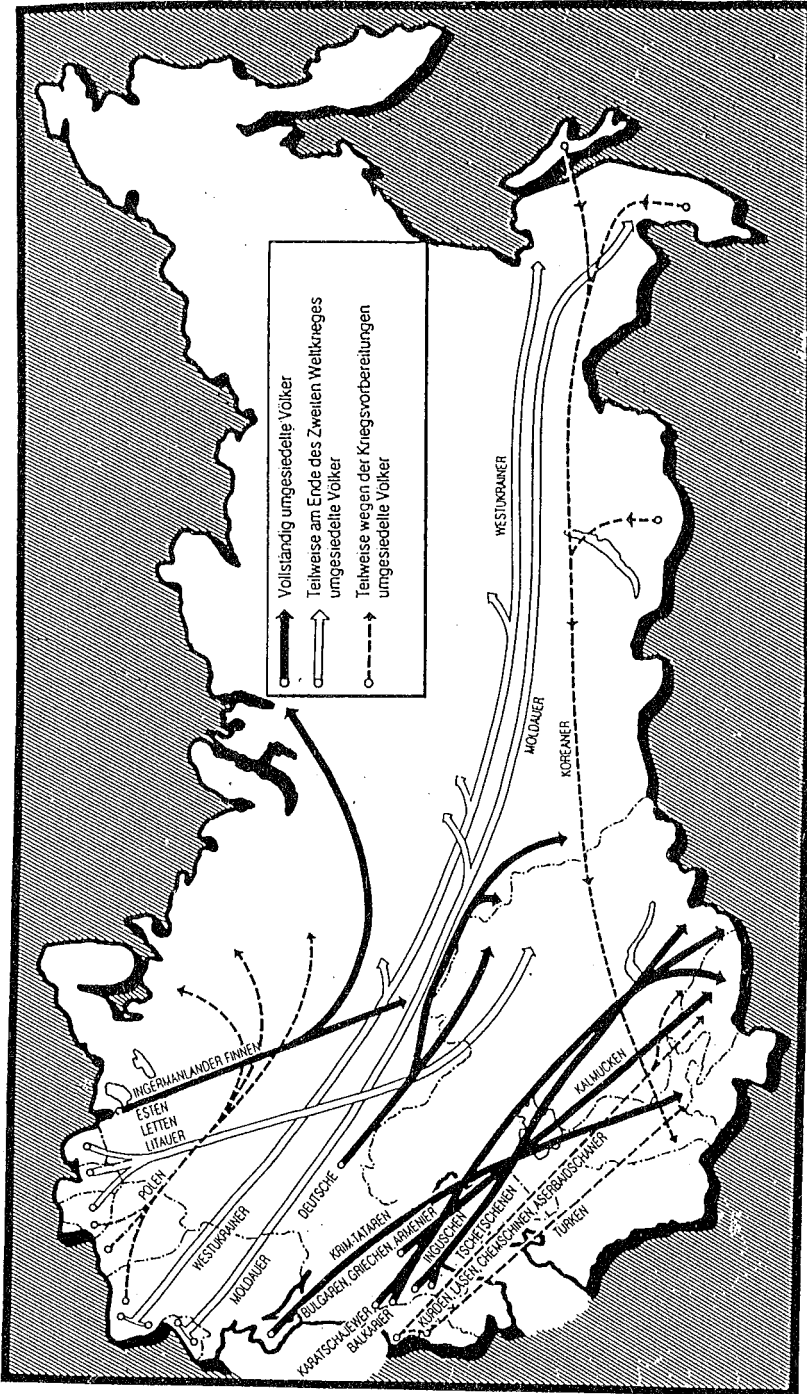 Vollständig umgesiedelte Völker
Teilweise am Ende des Zweiten Weltkrieges
umgesiedelte Völker
Teilweise wegen der Kriegsvorbereitungen
umgesiedelte Völker
INGERMANLÄNDER FINNEN
ESTEN
LETTEN
LITAUER
POLEN
WESTUKRAINER
MOLDAUER
DEUTSCHE
KRIM-TATAREN
BULGAREN, GRIECHEN, ARMENIER
KARATSCHAJEWER
BALKARIER
INGUSCHEN
TSCHETSCHENEN
KURDEN, LASEN, CHEMSCHINEN, ASERBAIDSCHANER
TÜRKEN
KALMÜCKEN
KOREANER
MOLDAUER
WESTUKRAINER